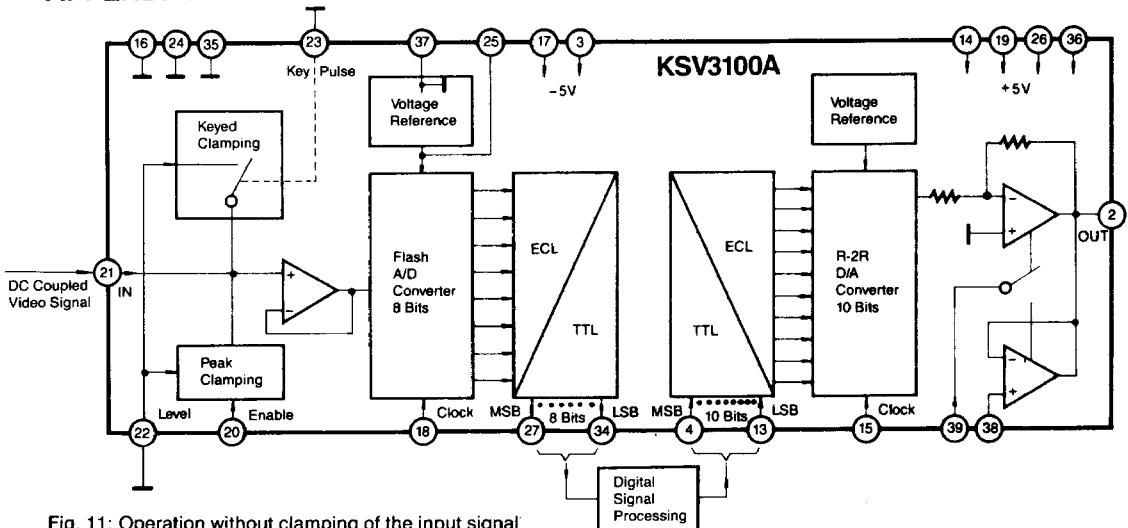 16 24 35 23 37 25 17 3 14 19 26 36
KSV3100A
Key Pulse
-5V
+5V
Keyed
Clamping
Voltage
Reference
Voltage
Reference
21
IN
DC Coupled
Video Signal
+
-
Flash
A/D
Converter
8 Bits
ECL
TTL
ECL
TTL
R-2R
D/A
Converter
10 Bits
-
+
2
OUT
-
+
Peak
Clamping
Level
Enable
Clock
MSB
8 Bits
LSB
MSB
10 Bits
LSB
Clock
22 20 18 27 34 4 13 15 39 38
Digital
Signal
Processing
Fig. 11: Operation without clamping of the input signal